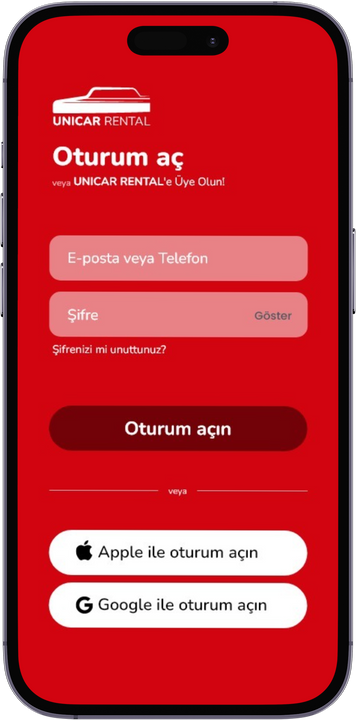 UNICAR RENTAL
Oturum aç
veya UNICAR RENTAL'e Üye Olun!
E-posta veya Telefon
Şifre Göster
Şifrenizi mi unuttunuz?
Oturum açın
veya
Apple ile oturum açın
Google ile oturum açın